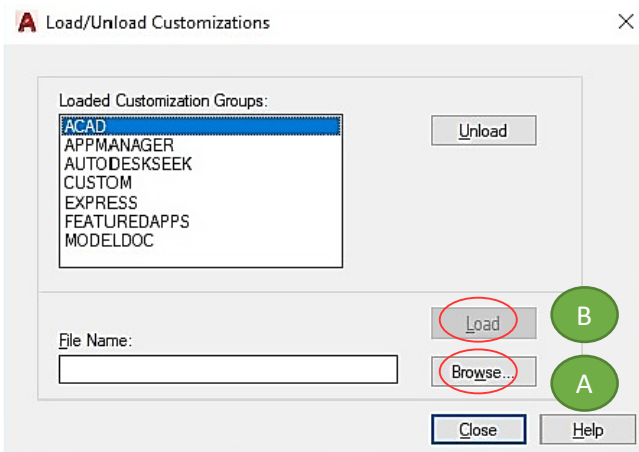 Load/Unload Customizations
Loaded Customization Groups:
ACAD
APPMANAGER
AUTODESKSEEK
CUSTOM
EXPRESS
FEATUREDAPPS
MODELDOC
Unload
Load
B
File Name:
Browse...
A
Close
Help